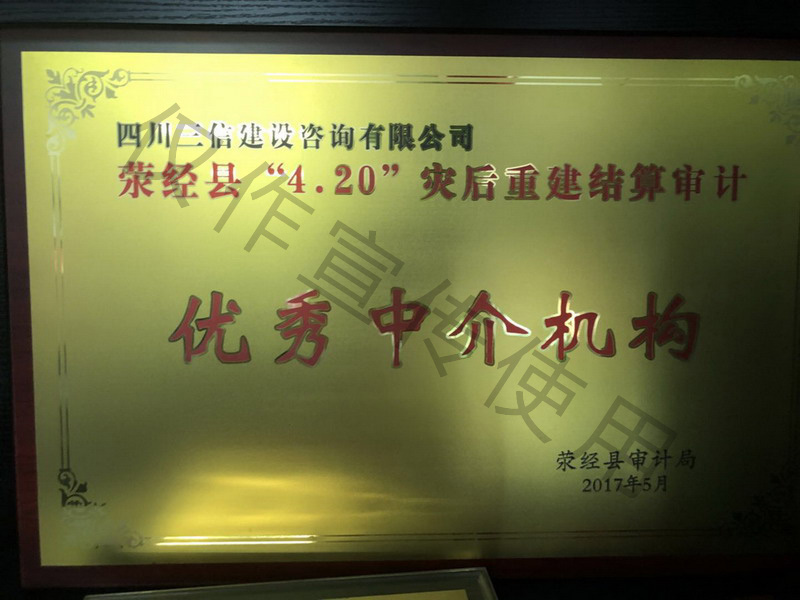 四川三信建设咨询有限公司
荥经县“4.20”灾后重建结算审计
优秀中介机构
荥经县审计局
2017年5月
仅作宣传使用